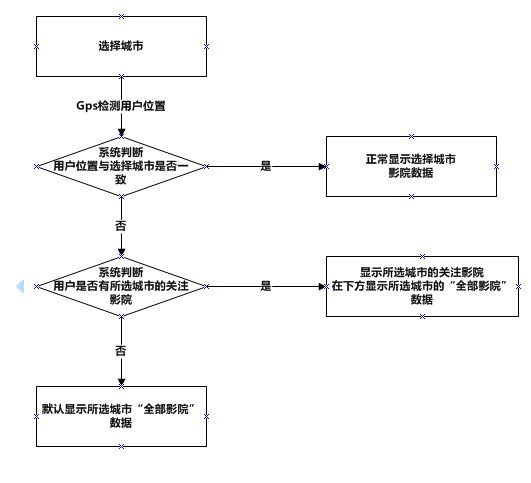 选择城市
Gps检测用户位置
系统判断
用户位置与选择城市是否一
致
是
正常显示选择城市
影院数据
否
系统判断
用户是否有所选城市的关注
影院
是
显示所选城市的关注影院
在下方显示所选城市的“全部影院”
数据
否
默认显示所选城市“全部影院”
数据